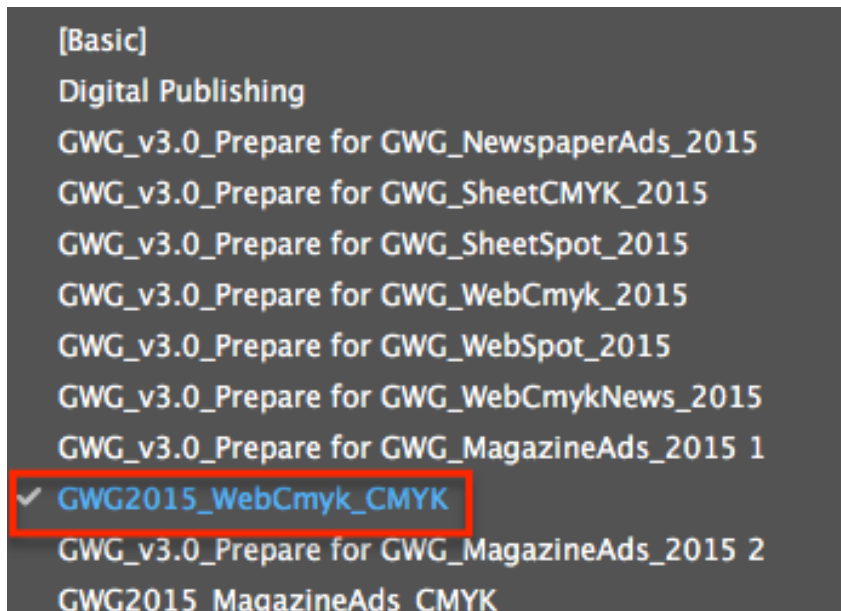 [Basic]
Digital Publishing
GWG_v3.0_Prepare for GWG_NewspaperAds_2015
GWG_v3.0_Prepare for GWG_SheetCMYK_2015
GWG_v3.0_Prepare for GWG_SheetSpot_2015
GWG_v3.0_Prepare for GWG_WebCmyk_2015
GWG_v3.0_Prepare for GWG_WebSpot_2015
GWG_v3.0_Prepare for GWG_WebCmykNews_2015
GWG_v3.0_Prepare for GWG_MagazineAds_2015 1
GWG2015_WebCmyk_CMYK
GWG_v3.0_Prepare for GWG_MagazineAds_2015 2
GWG2015_MagazineAds_CMYK